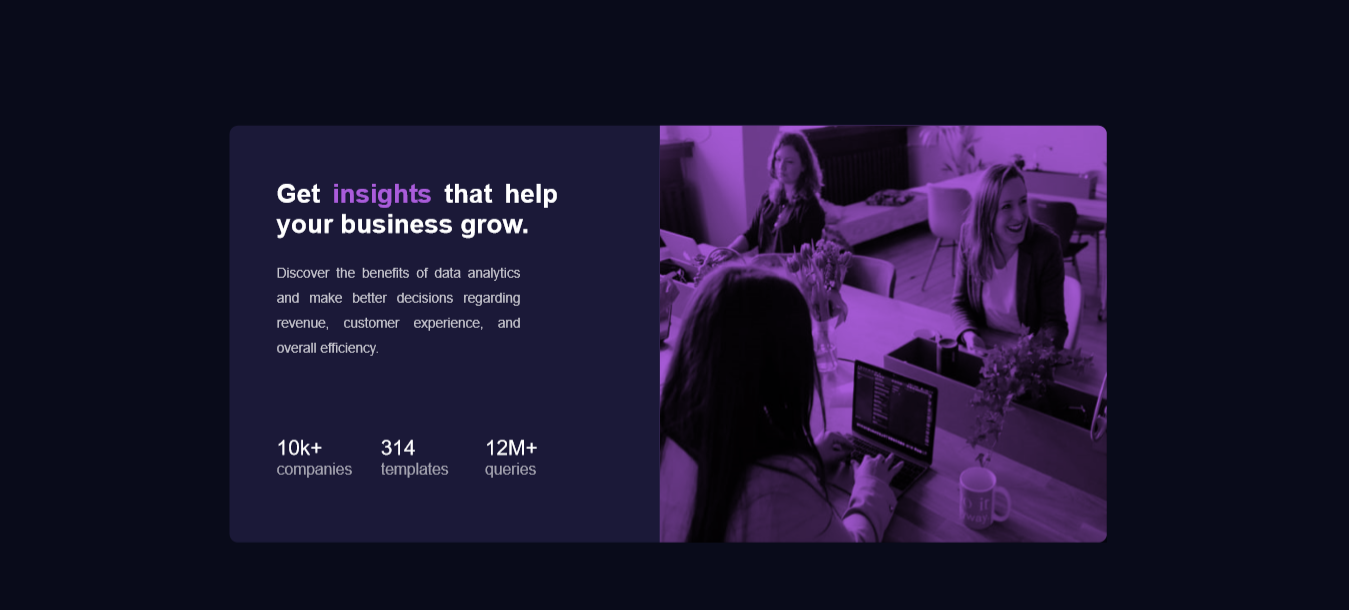 Get insights that help
your business grow.
Discover the benefits of data analytics
and make better decisions regarding
revenue, customer experience, and
overall efficiency.
10k+ 314 12M+
companies templates queries